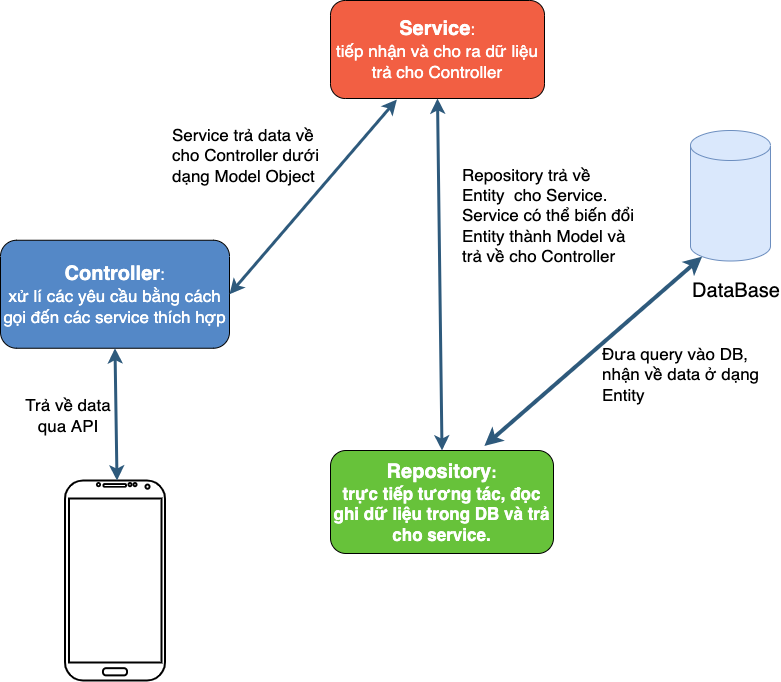 Service:
tiếp nhận và cho ra dữ liệu
trả cho Controller
Service trả data về
cho Controller dưới
dạng Model Object
Repository trả về
Entity cho Service.
Service có thể biến đổi
Entity thành Model và
trả về cho Controller
DataBase
Controller:
xử lí các yêu cầu bằng cách
gọi đến các service thích hợp
Đưa query vào DB,
nhận về data ở dạng
Entity
Trả về data
qua API
Repository:
trực tiếp tương tác, đọc
ghi dữ liệu trong DB và trả
cho service.